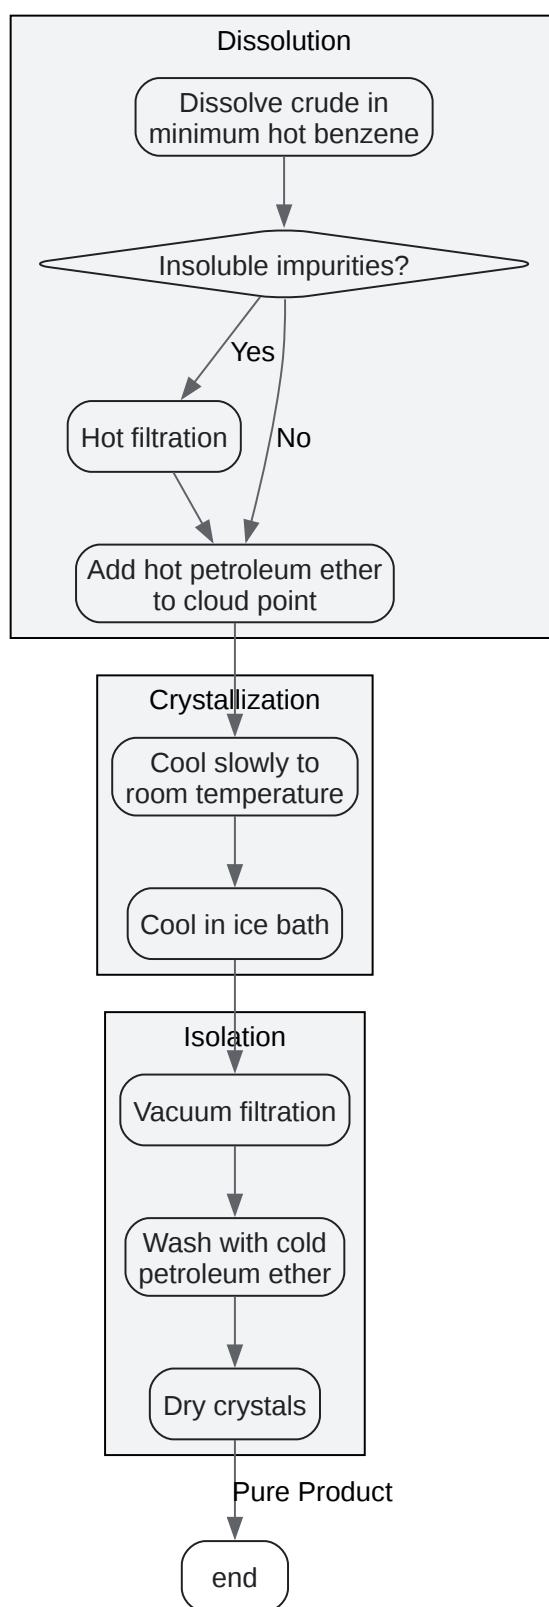 Dissolution
Dissolve crude in
minimum hot benzene
Insoluble impurities?
Yes
Hot filtration
No
Add hot petroleum ether
to cloud point
Crystallization
Cool slowly to
room temperature
Cool in ice bath
Isolation
Vacuum filtration
Wash with cold
petroleum ether
Dry crystals
Pure Product
end